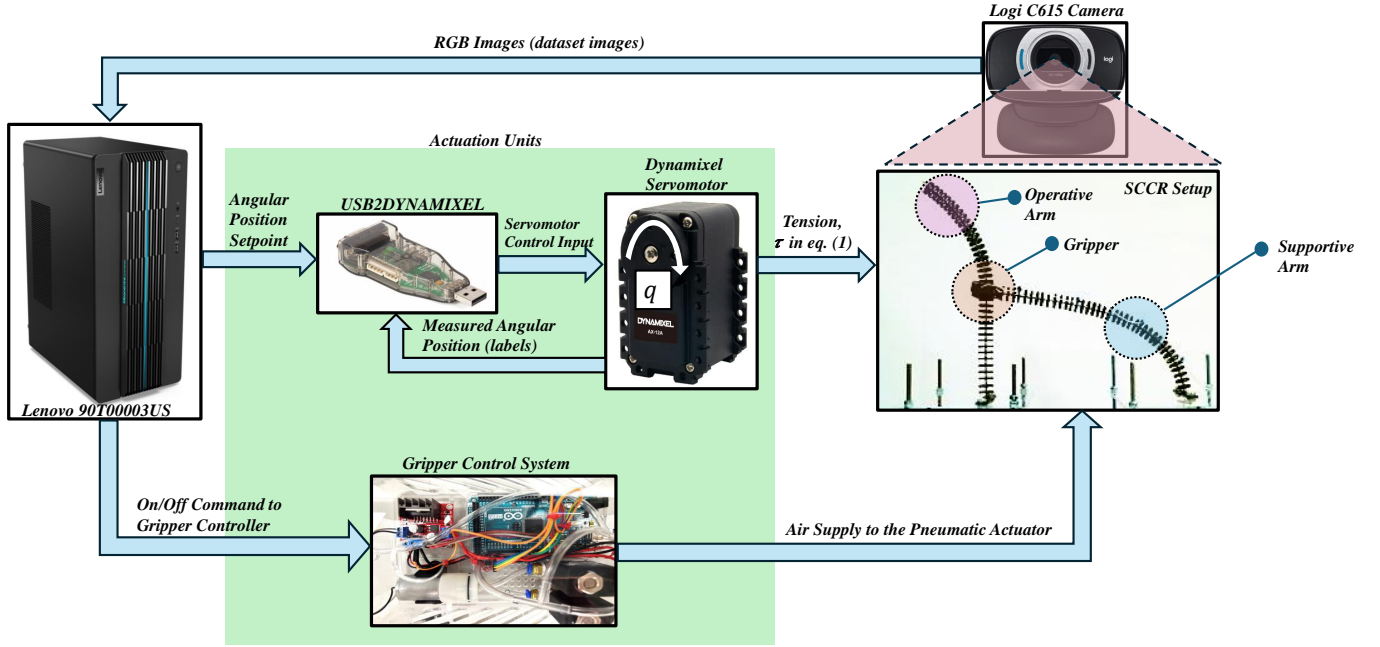 Logi C615 Camera
RGB Images (dataset images)
logi
Actuation Units
Dynamixel
Servomotor
SCCR Setup
Operative
Arm
Angular
Position
Setpoint
USB2DYNAMIXEL
Servomotor
Control Input
Tension,
τ in eq. (1)
Gripper
Supportive
Arm
q
DYNAMIXEL
AX-12A
Measured Angular
Position (labels)
Lenovo 90T00003US
Gripper Control System
On/Off Command to
Gripper Controller
Air Supply to the Pneumatic Actuator